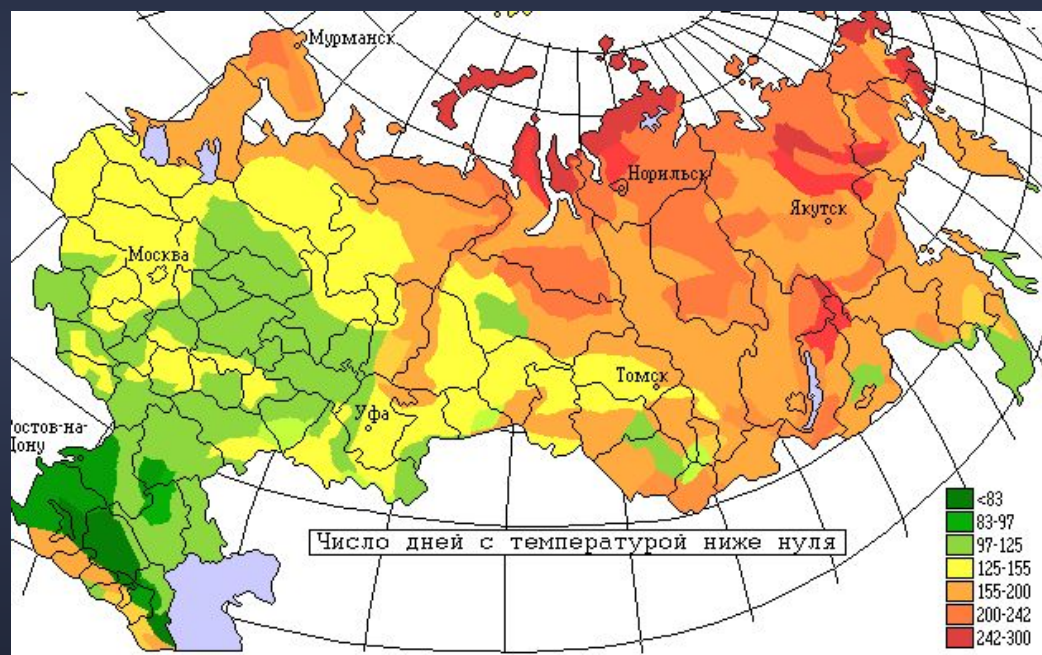 Мурманск
Норильск
Якутск
Москва
Томск
Уфа
остов-на-
Дону
Число дней с температурой ниже нуля
<83
83-97
97-125
125-155
155-200
200-242
242-300